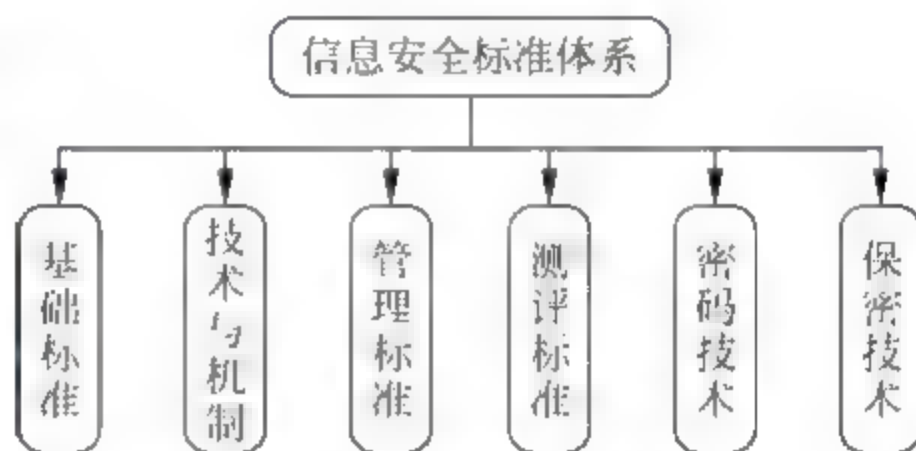 信息安全标准体系
基础标准
技术与机制
管理标准
测评标准
密码技术
保密技术